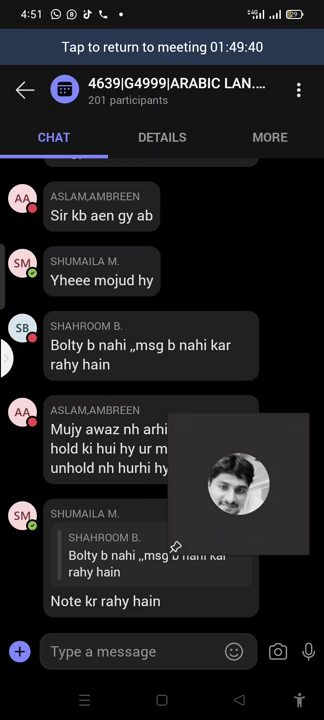 4:51
Tap to return to meeting 01:49:40
4639|G4999|ARABIC LAN....
201 participants
CHAT DETAILS MORE
AA ASLAM,AMBREEN
Sir kb aen gy ab
SM SHUMAILA M.
Yheee mojud hy
SB SHAHROOM B.
Bolty b nahi ,,msg b nahi kar
rahy hain
AA ASLAM,AMBREEN
Mujy awaz nh arhi
hold ki hui hy ur m
unhold nh hurhi hy
SM SHUMAILA M.
SHAHROOM B.
Bolty b nahi ,,msg b nahi kar
rahy hain
Note kr rahy hain
Type a message